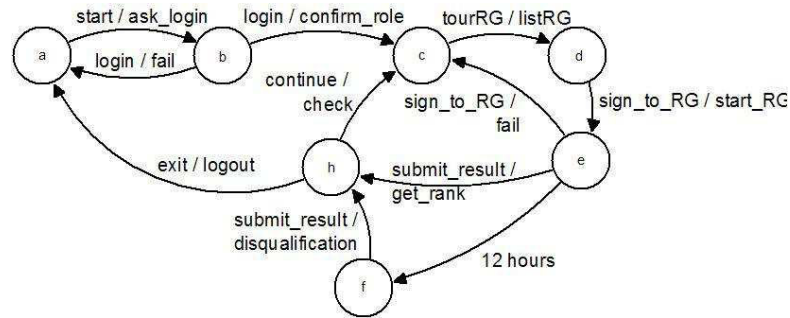 start / ask_login
login / confirm_role
tourRG / listRG
a
b
c
d
login / fail
continue /
check
sign_to_RG /
fail
sign_to_RG / start_RG
exit / logout
h
submit_result /
get_rank
e
submit_result /
disqualification
12 hours
f